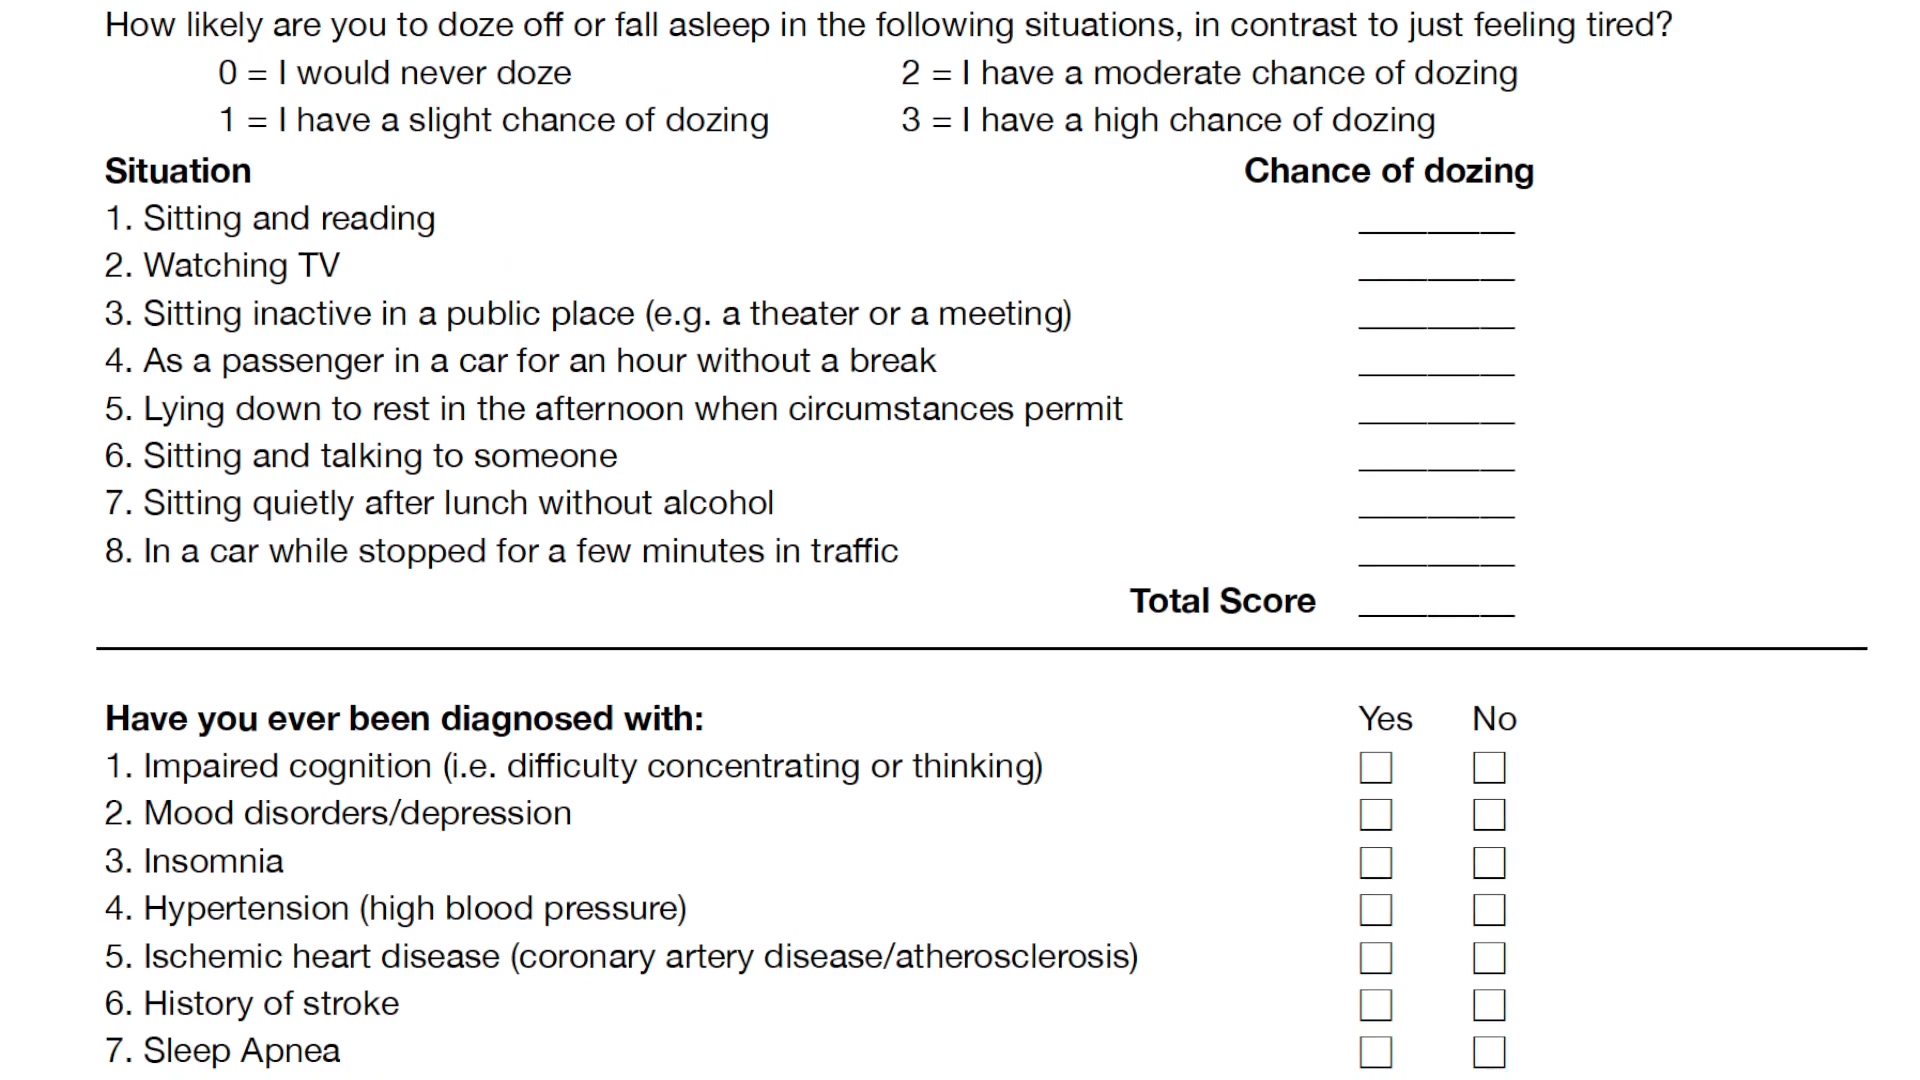 How likely are you to doze off or fall asleep in the following situations, in contrast to just feeling tired?
0 = I would never doze 2 = I have a moderate chance of dozing
1 = I have a slight chance of dozing 3 = I have a high chance of dozing
Situation Chance of dozing
1. Sitting and reading
2. Watching TV
3. Sitting inactive in a public place (e.g. a theater or a meeting)
4. As a passenger in a car for an hour without a break
5. Lying down to rest in the afternoon when circumstances permit
6. Sitting and talking to someone
7. Sitting quietly after lunch without alcohol
8. In a car while stopped for a few minutes in traffic
Total Score
Have you ever been diagnosed with: Yes No
1. Impaired cognition (i.e. difficulty concentrating or thinking)
2. Mood disorders/depression
3. Insomnia
4. Hypertension (high blood pressure)
5. Ischemic heart disease (coronary artery disease/atherosclerosis)
6. History of stroke
7. Sleep Apnea